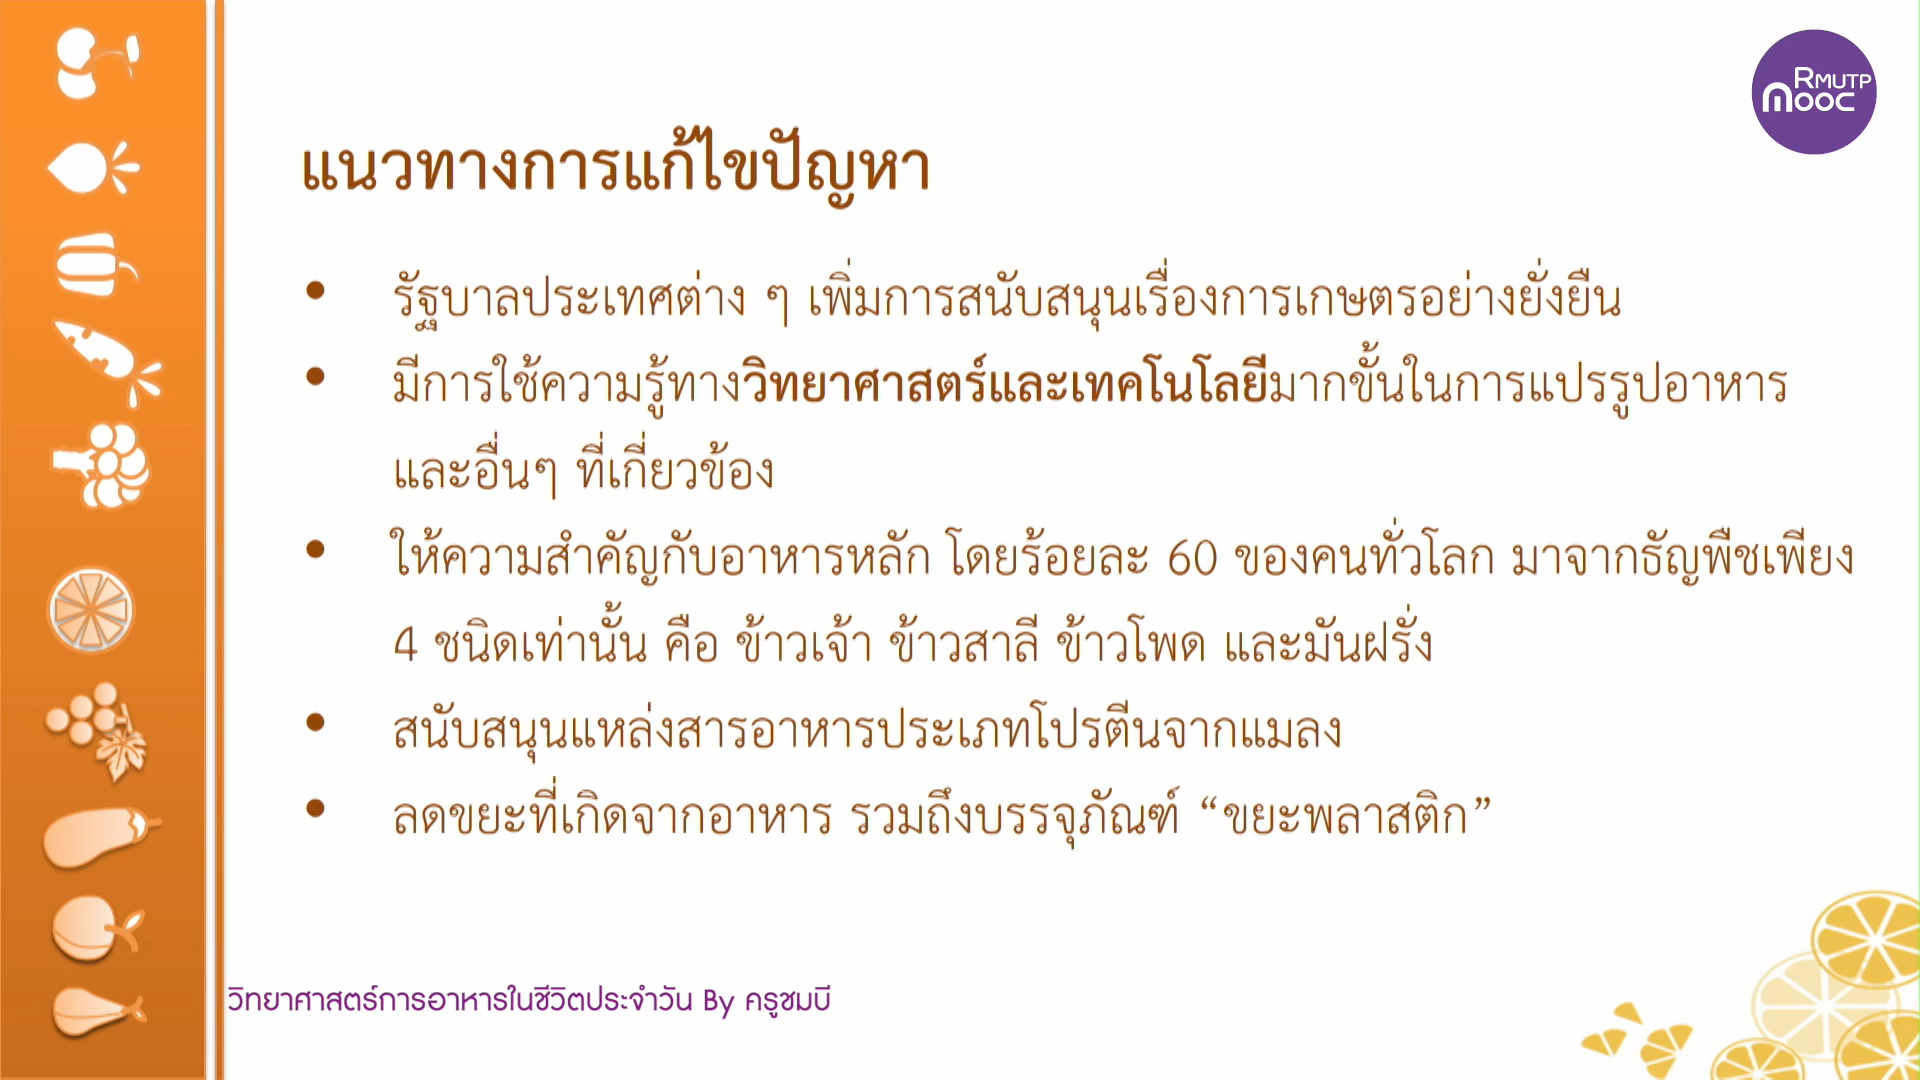 RMUTP
MOOC
แนวทางการแก้ไขปัญหา
• รัฐบาลประเทศต่าง ๆ เพิ่มการสนับสนุนเรื่องการเกษตรอย่างยั่งยืน
• มีการใช้ความรู้ทางวิทยาศาสตร์และเทคโนโลยีมากขึ้นในการแปรรูปอาหาร
และอื่นๆ ที่เกี่ยวข้อง
• ให้ความสำคัญกับอาหารหลัก โดยร้อยละ 60 ของคนทั่วโลก มาจากธัญพืชเพียง
4 ชนิดเท่านั้น คือ ข้าวเจ้า ข้าวสาลี ข้าวโพด และมันฝรั่ง
• สนับสนุนแหล่งสารอาหารประเภทโปรตีนจากแมลง
• ลดขยะที่เกิดจากอาหาร รวมถึงบรรจุภัณฑ์ “ขยะพลาสติก”
วิทยาศาสตร์การอาหารในชีวิตประจำวัน By ครูชมบี